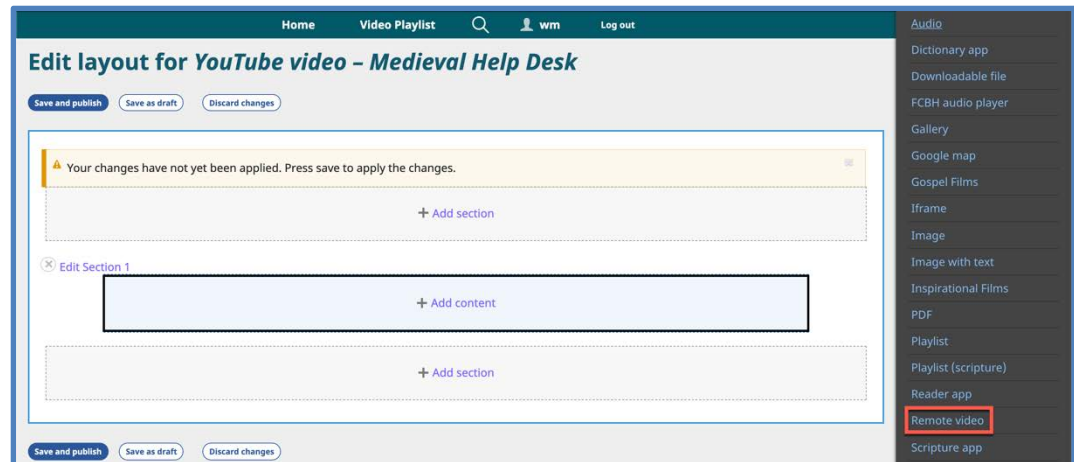 Home Video Playlist wm Log out
Edit layout for YouTube video – Medieval Help Desk
Save and publish Save as draft Discard changes
Your changes have not yet been applied. Press save to apply the changes.
+ Add section
Edit Section 1
+ Add content
+ Add section
Save and publish Save as draft Discard changes
Audio
Dictionary app
Downloadable file
FCBH audio player
Gallery
Google map
Gospel Films
Iframe
Image
Image with text
Inspirational Films
PDF
Playlist
Playlist (scripture)
Reader app
Remote video
Scripture app